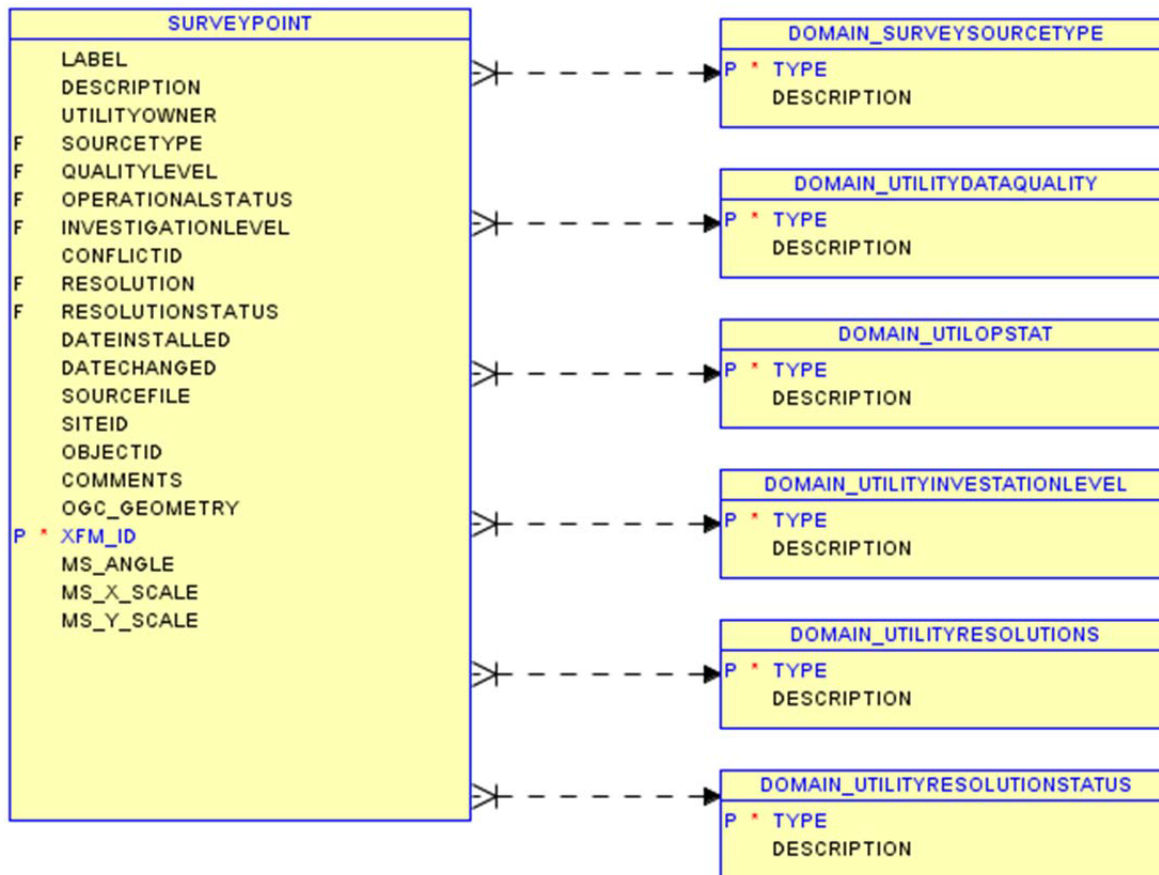 SURVEYPOINT
LABEL
DESCRIPTION
UTILITYOWNER
F SOURCETYPE
F QUALITYLEVEL
F OPERATIONALSTATUS
F INVESTIGATIONLEVEL
CONFLICTID
F RESOLUTION
F RESOLUTIONSTATUS
DATEINSTALLED
DATECHANGED
SOURCEFILE
SITEID
OBJECTID
COMMENTS
OGC_GEOMETRY
P * XFM_ID
MS_ANGLE
MS_X_SCALE
MS_Y_SCALE
DOMAIN_SURVEYSOURCETYPE
P * TYPE
DESCRIPTION
DOMAIN_UTILITYDATAQUALITY
P * TYPE
DESCRIPTION
DOMAIN_UTILOPSTAT
P * TYPE
DESCRIPTION
DOMAIN_UTILITYINVESTATIONLEVEL
P * TYPE
DESCRIPTION
DOMAIN_UTILITYRESOLUTIONS
P * TYPE
DESCRIPTION
DOMAIN_UTILITYRESOLUTIONSTATUS
P * TYPE
DESCRIPTION